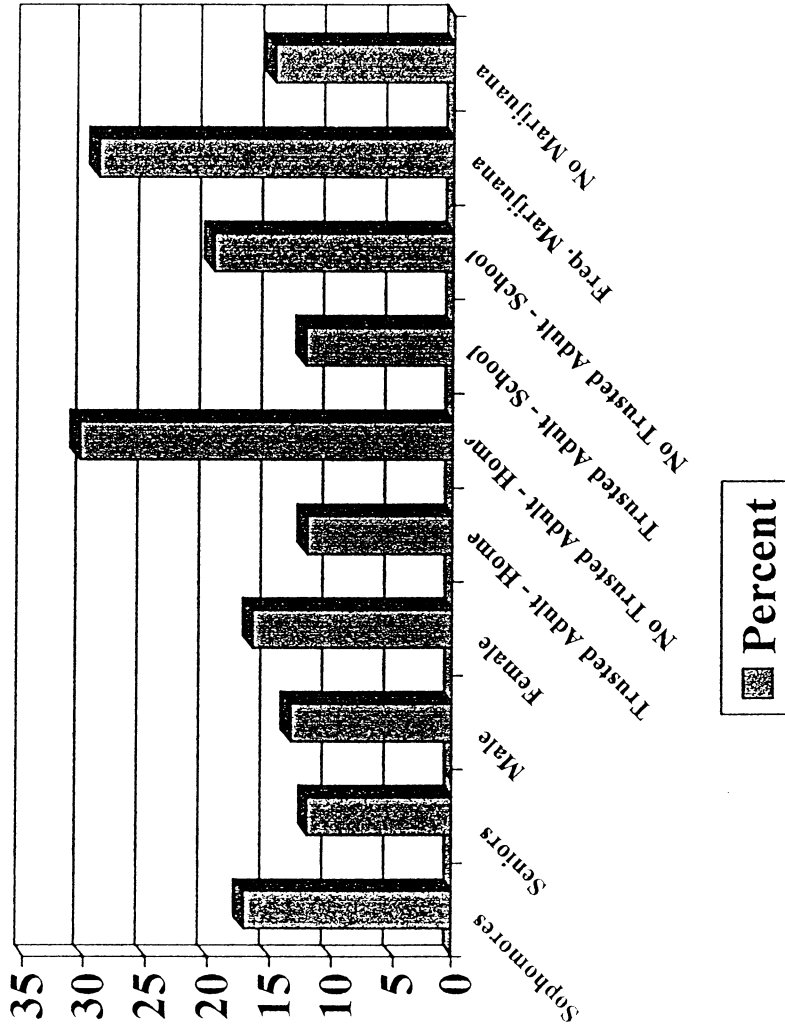 35
30
25
20
15
10
5
0
Sophomores
Seniors
Male
Female
Trusted Adult - Home
No Trusted Adult - Home
Trusted Adult - School
No Trusted Adult - School
Freq. Marijuana
No Marijuana
Percent